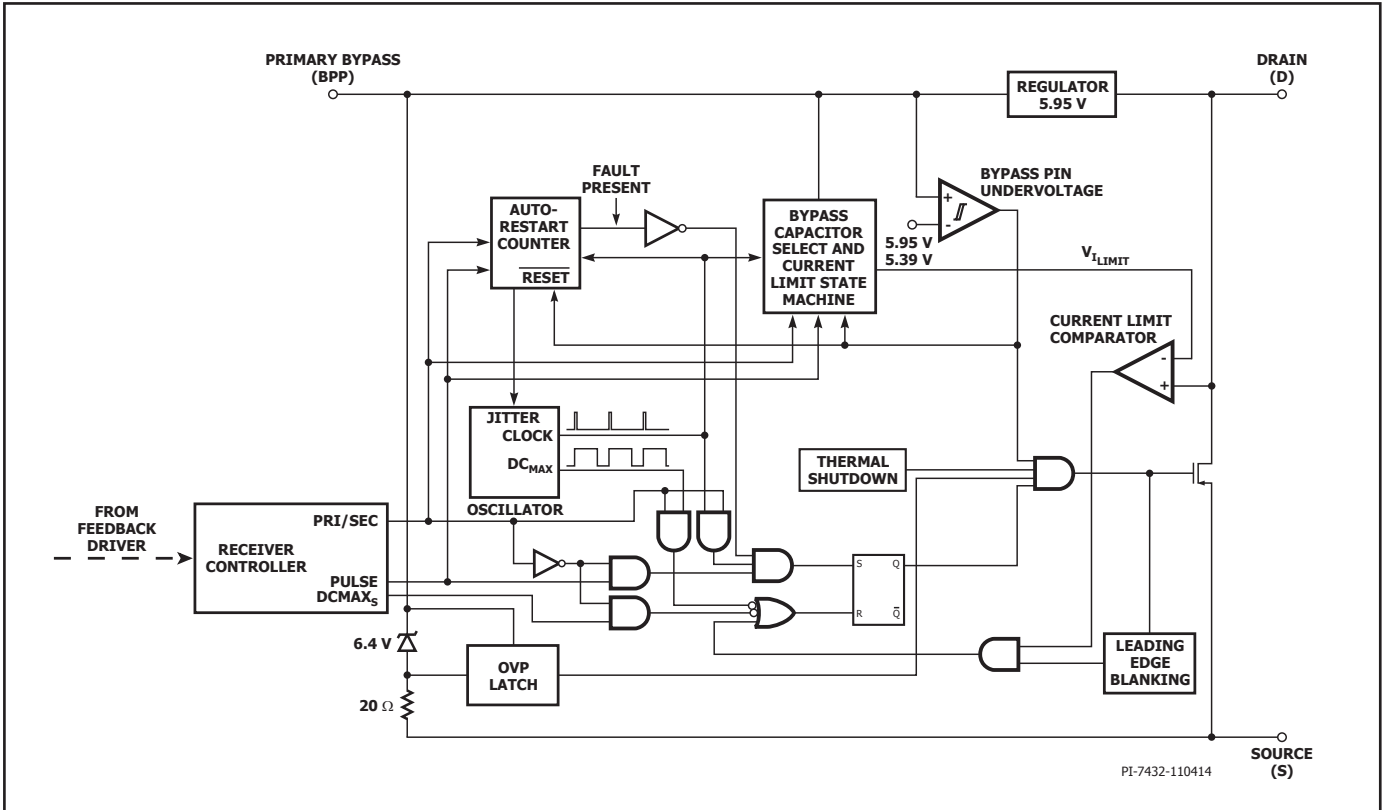 PRIMARY BYPASS
(BPP)
DRAIN
(D)
REGULATOR
5.95 V
FAULT
PRESENT
BYPASS PIN
UNDERVOLTAGE
AUTO-
RESTART
COUNTER
RESET
BYPASS
CAPACITOR
SELECT AND
CURRENT
LIMIT STATE
MACHINE
+
-
5.95 V
5.39 V
VILIMIT
CURRENT LIMIT
COMPARATOR
-
+
JITTER
CLOCK
DCMAX
OSCILLATOR
THERMAL
SHUTDOWN
FROM
FEEDBACK
DRIVER
RECEIVER
CONTROLLER
PRI/SEC
PULSE
DCMAXS
S Q
R Q̅
6.4 V
OVP
LATCH
LEADING
EDGE
BLANKING
20 Ω
SOURCE
(S)
PI-7432-110414